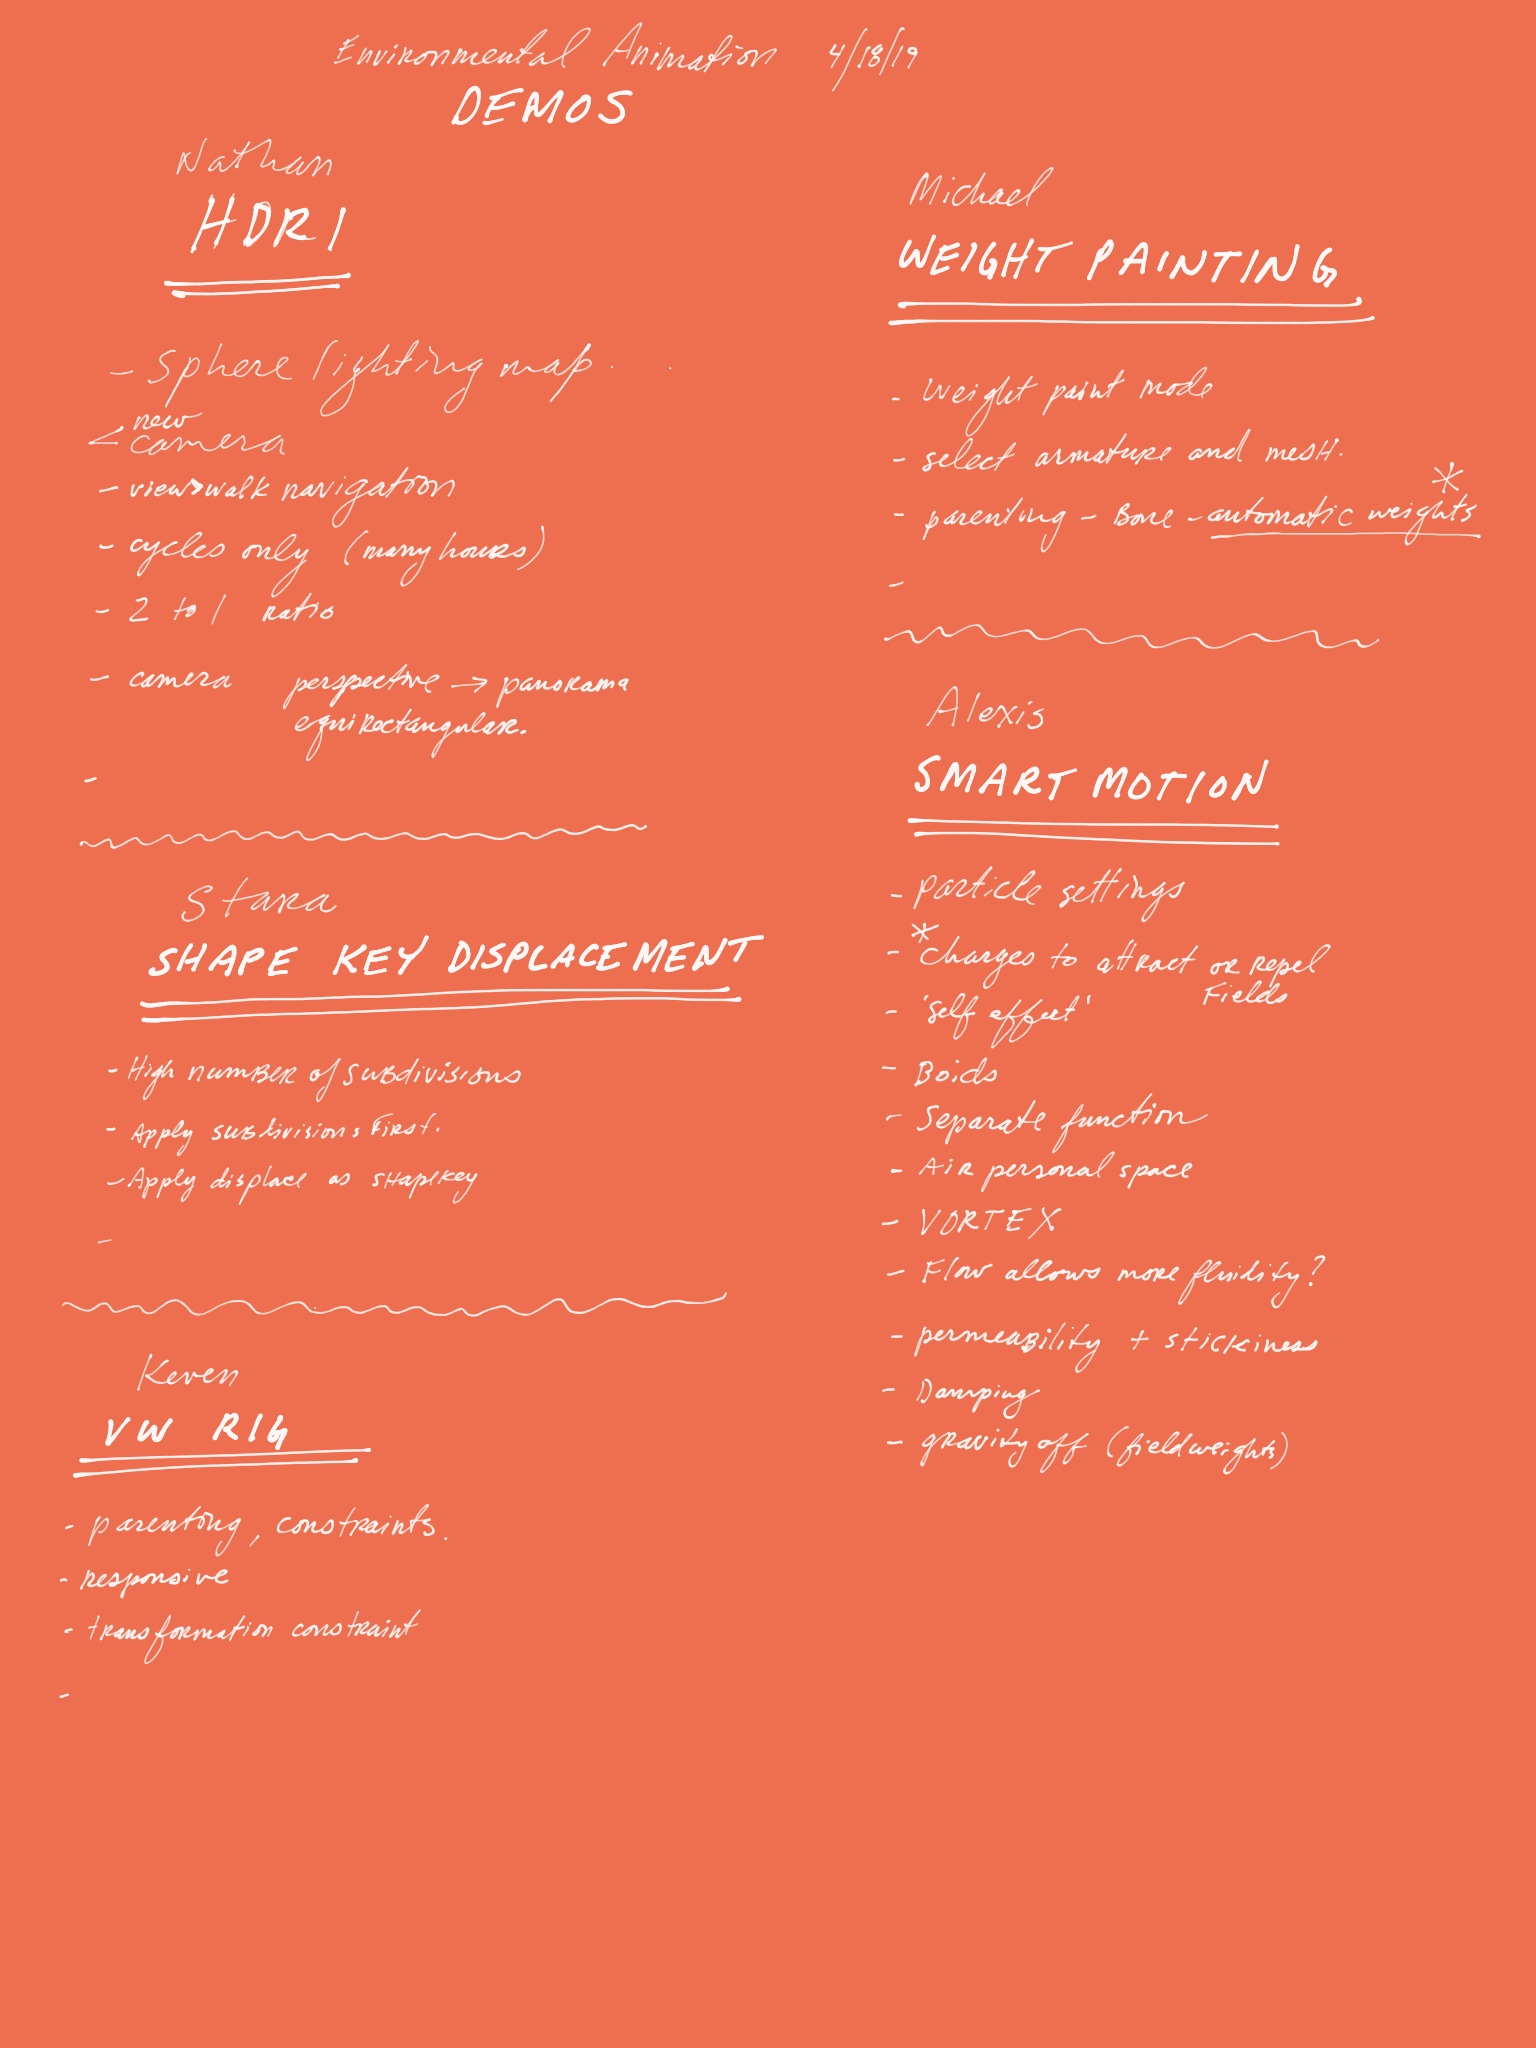 Environmental Animation 4/18/19
DEMOS
Nathan
HDRI
- Sphere lighting map
new
< camera
- view>walk navigation
- cycles only (many hours)
- 2 to 1 ratio
- camera perspective → panorama
equirectangular.
-
Stara
SHAPE KEY DISPLACEMENT
- High number of subdivisions
- Apply subdivisions First.
- Apply displace as shapekey
-
Keven
VW RIG
- parenting, constraints.
- responsive
- transformation constraint
-
Michael
WEIGHT PAINTING
- Weight paint mode
- select armature and mesh.
*
- parenting - Bone - automatic weights
-
Alexis
SMART MOTION
- particle settings
*
- Charges to attract or repel
Fields
- 'Self effect'
- Boids
- Separate function
- Air personal space
- VORTEX
- Flow allows more fluidity?
- permeability + stickiness
- Damping
- gravity off (fieldweights)